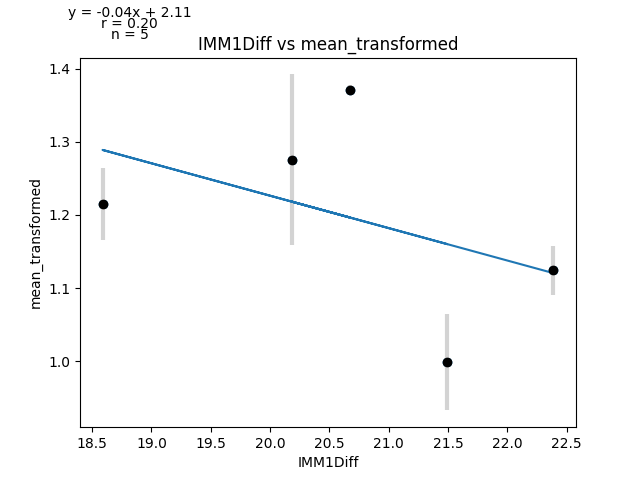 y = -0.04x + 2.11
r = 0.20
n = 5
IMM1Diff vs mean_transformed
1.4
1.3
1.2
1.1
1.0
mean_transformed
18.5 19.0 19.5 20.0 20.5 21.0 21.5 22.0 22.5
IMM1Diff